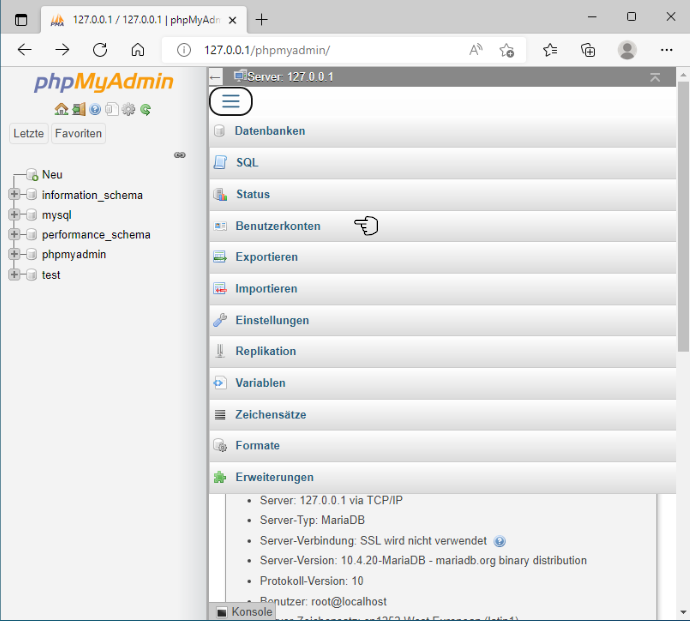 127.0.0.1 / 127.0.0.1 | phpMyAdn
127.0.0.1/phpmyadmin/
phpMyAdmin
Letzte Favoriten
Neu
information_schema
mysql
performance_schema
phpmyadmin
test
Server: 127.0.0.1
Datenbanken
SQL
Status
Benutzerkonten
Exportieren
Importieren
Einstellungen
Replikation
Variablen
Zeichensätze
Formate
Erweiterungen
• Server: 127.0.0.1 via TCP/IP
• Server-Typ: MariaDB
• Server-Verbindung: SSL wird nicht verwendet
• Server-Version: 10.4.20-MariaDB - mariadb.org binary distribution
• Protokoll-Version: 10
• Benutzer: root@localhost
Konsole